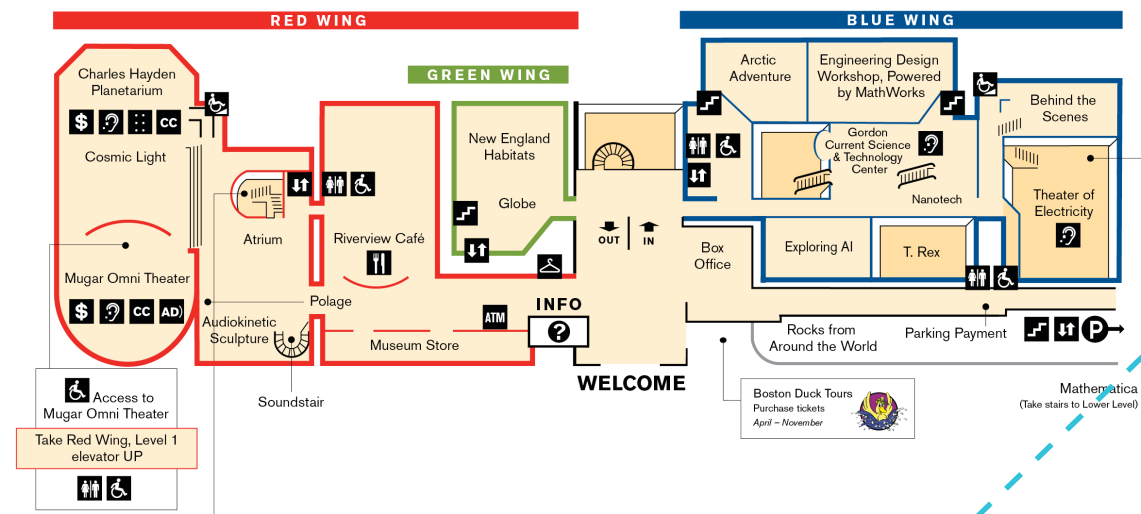 RED WING
BLUE WING
GREEN WING
Charles Hayden
Planetarium
$
CC
Cosmic Light
Mugar Omni Theater
$
CC
AD)
Atrium
Polage
Audiokinetic
Sculpture
Soundstair
Access to
Mugar Omni Theater
Take Red Wing, Level 1
elevator UP
Riverview Café
Museum Store
ATM
INFO
?
New England
Habitats
Globe
OUT
IN
WELCOME
Box
Office
Arctic
Adventure
Engineering Design
Workshop, Powered
by MathWorks
Gordon
Current Science
& Technology
Center
Nanotech
Behind the
Scenes
Theater of
Electricity
Exploring AI
T. Rex
Rocks from
Around the World
Parking Payment
P
Boston Duck Tours
Purchase tickets
April – November
Mathematica
(Take stairs to Lower Level)